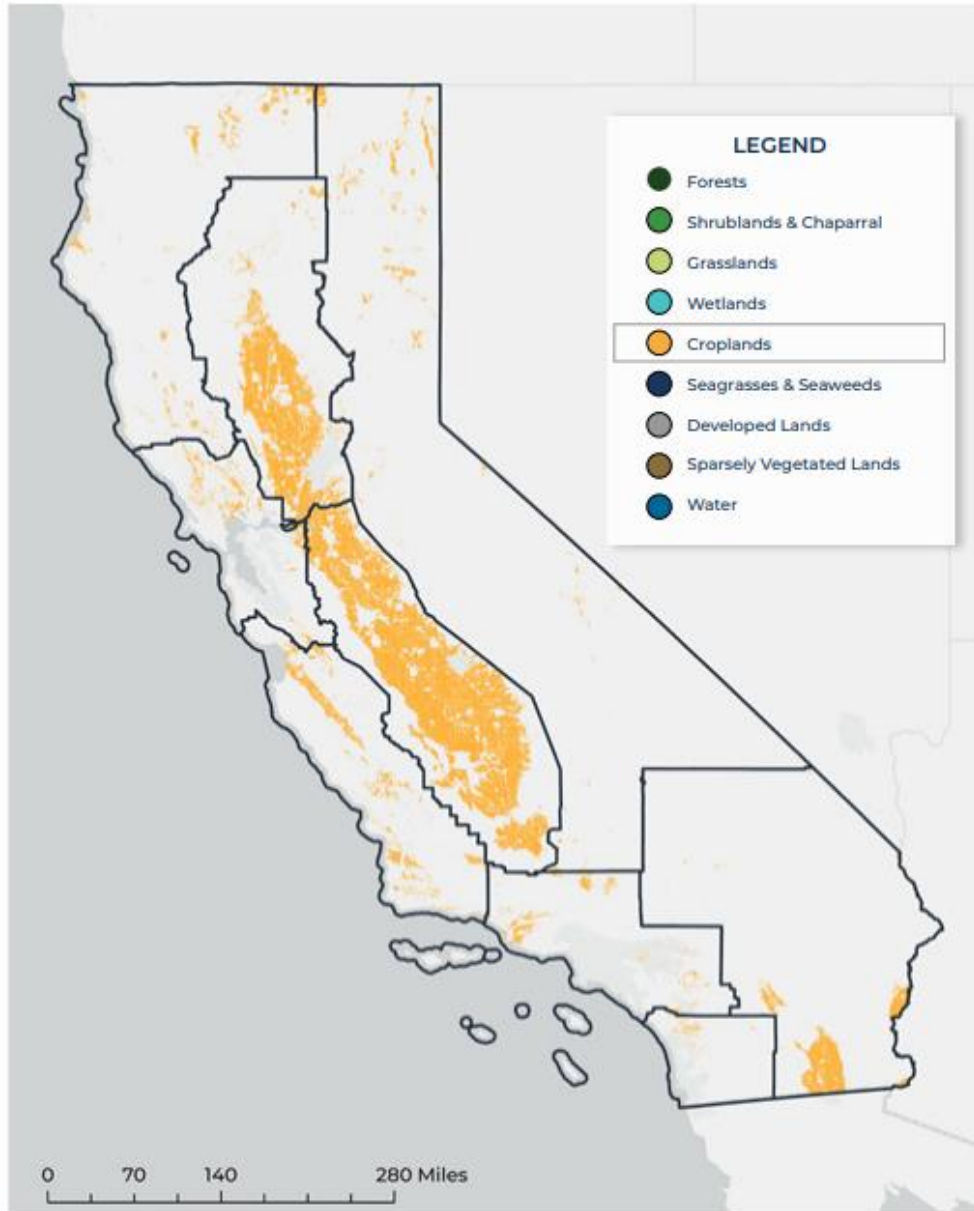 LEGEND
Forests
Shrublands & Chaparral
Grasslands
Wetlands
Croplands
Seagrasses & Seaweeds
Developed Lands
Sparsely Vegetated Lands
Water
0 70 140 280 Miles